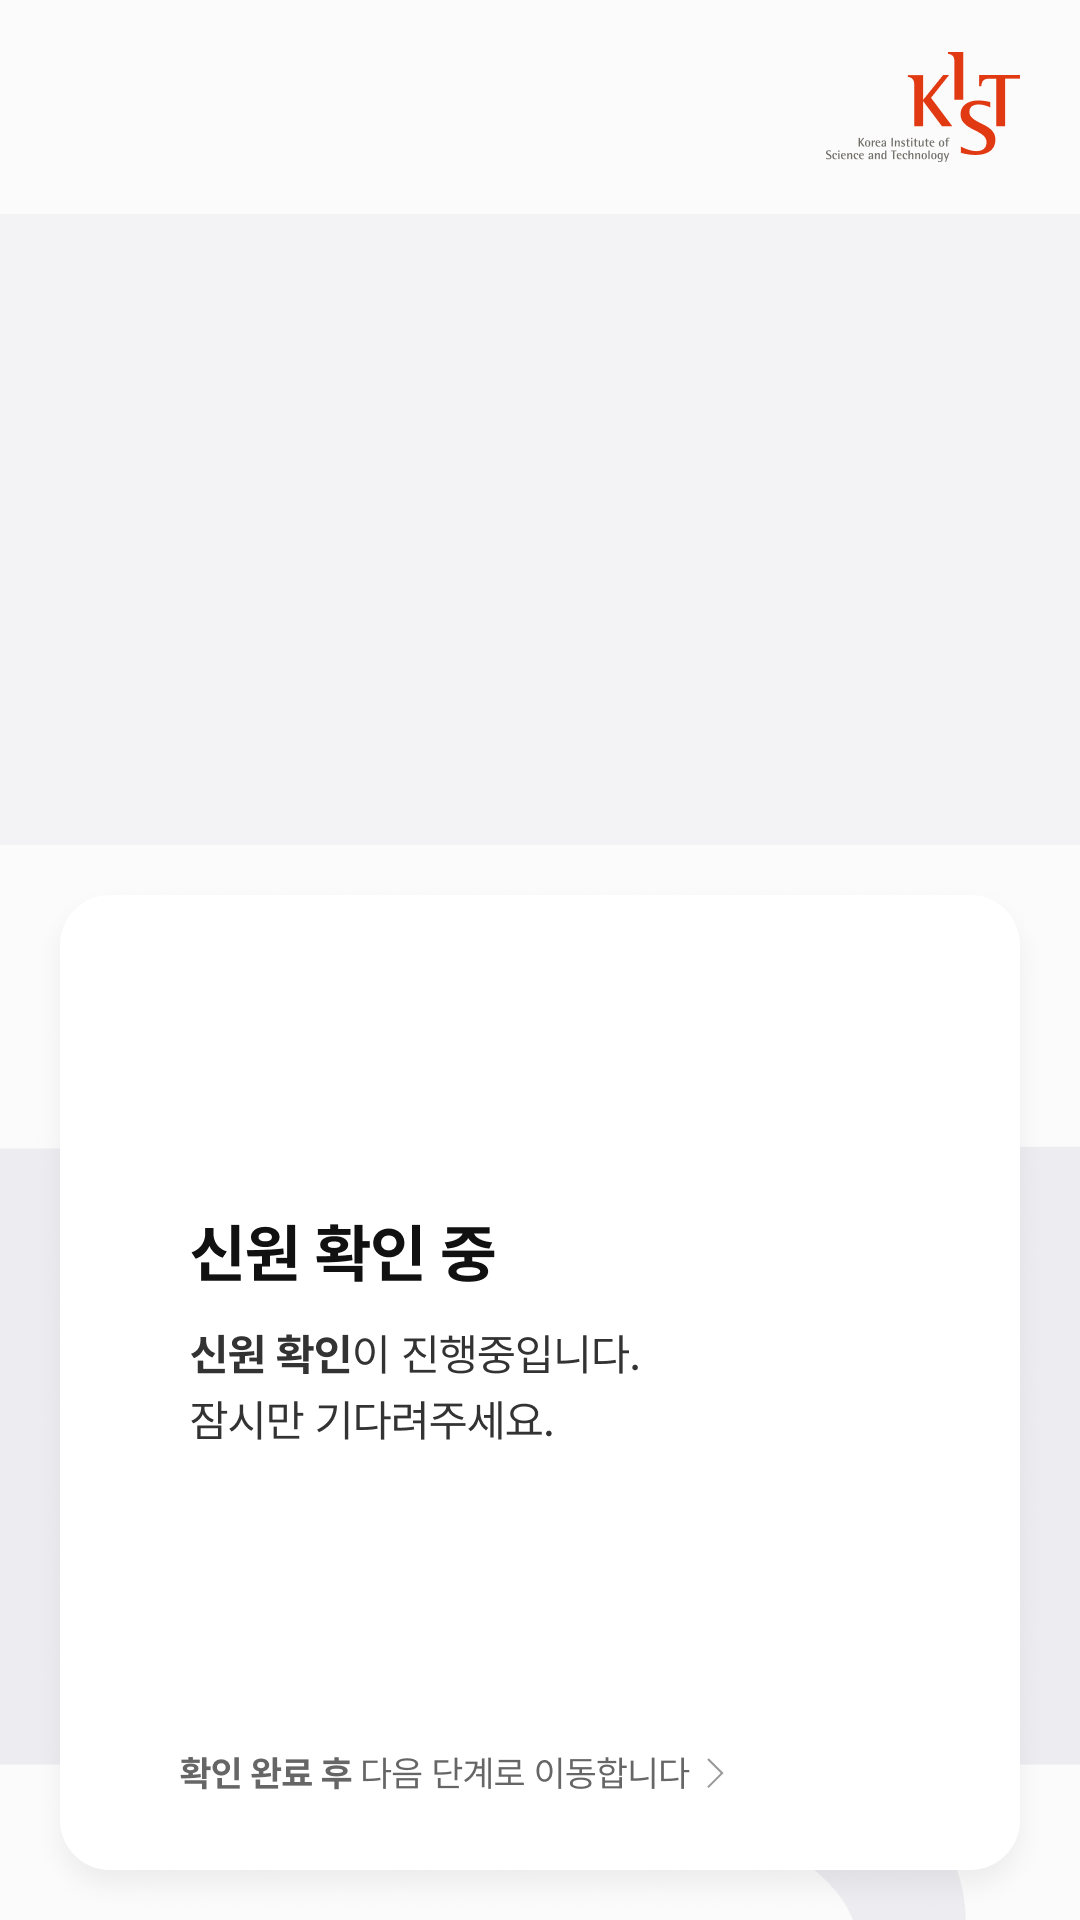 KIST
Korea Institute of
Science and Technology
신원 확인 중
신원 확인이 진행중입니다.
잠시만 기다려주세요.
확인 완료 후 다음 단계로 이동합니다